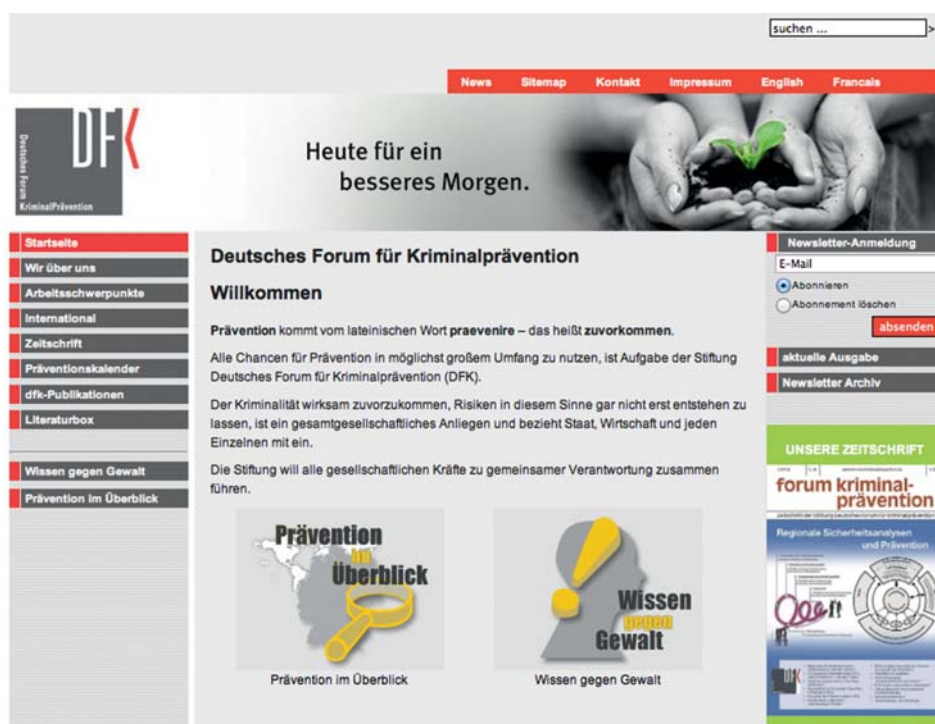 suchen ...
>
News Sitemap Kontakt Impressum English Francais
DFK
Deutsches Forum
KriminalPrävention
Heute für ein
besseres Morgen.
Startseite
Wir über uns
Arbeitsschwerpunkte
International
Zeitschrift
Präventionskalender
dfk-Publikationen
Literaturbox
Wissen gegen Gewalt
Prävention im Überblick
Deutsches Forum für Kriminalprävention
Willkommen
Prävention kommt vom lateinischen Wort praevenire – das heißt zuvorkommen.
Alle Chancen für Prävention in möglichst großem Umfang zu nutzen, ist Aufgabe der Stiftung
Deutsches Forum für Kriminalprävention (DFK).
Der Kriminalität wirksam zuvorzukommen, Risiken in diesem Sinne gar nicht erst entstehen zu
lassen, ist ein gesamtgesellschaftliches Anliegen und bezieht Staat, Wirtschaft und jeden
Einzelnen mit ein.
Die Stiftung will alle gesellschaftlichen Kräfte zu gemeinsamer Verantwortung zusammen
führen.
Prävention
im
Überblick
Prävention im Überblick
Wissen
gegen
Gewalt
Wissen gegen Gewalt
Newsletter-Anmeldung
E-Mail
Abonnieren
Abonnement löschen
absenden
aktuelle Ausgabe
Newsletter Archiv
UNSERE ZEITSCHRIFT
forum kriminal-
prävention
Regionale Sicherheitsanalysen
und Prävention
DFK